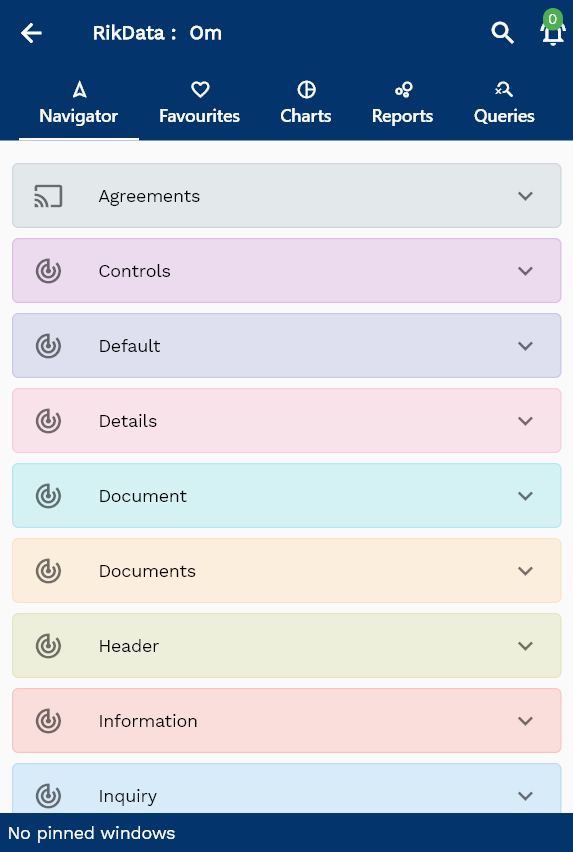 RikData : Om
0
Navigator Favourites Charts Reports Queries
Agreements
Controls
Default
Details
Document
Documents
Header
Information
Inquiry
No pinned windows